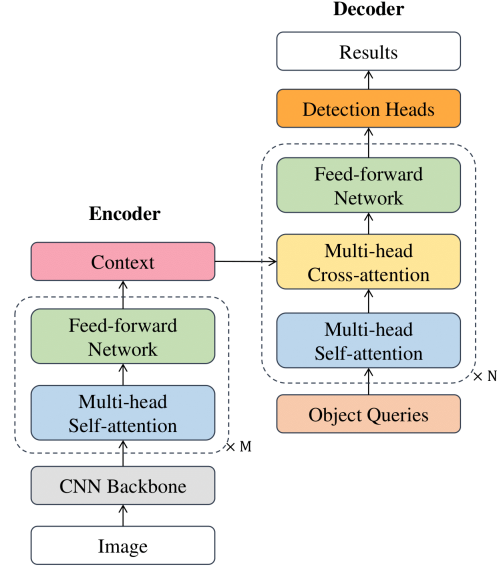 Decoder
Results
Detection Heads
Feed-forward
Network
Multi-head
Cross-attention
Multi-head
Self-attention
× N
Object Queries
Encoder
Context
Feed-forward
Network
Multi-head
Self-attention
× M
CNN Backbone
Image